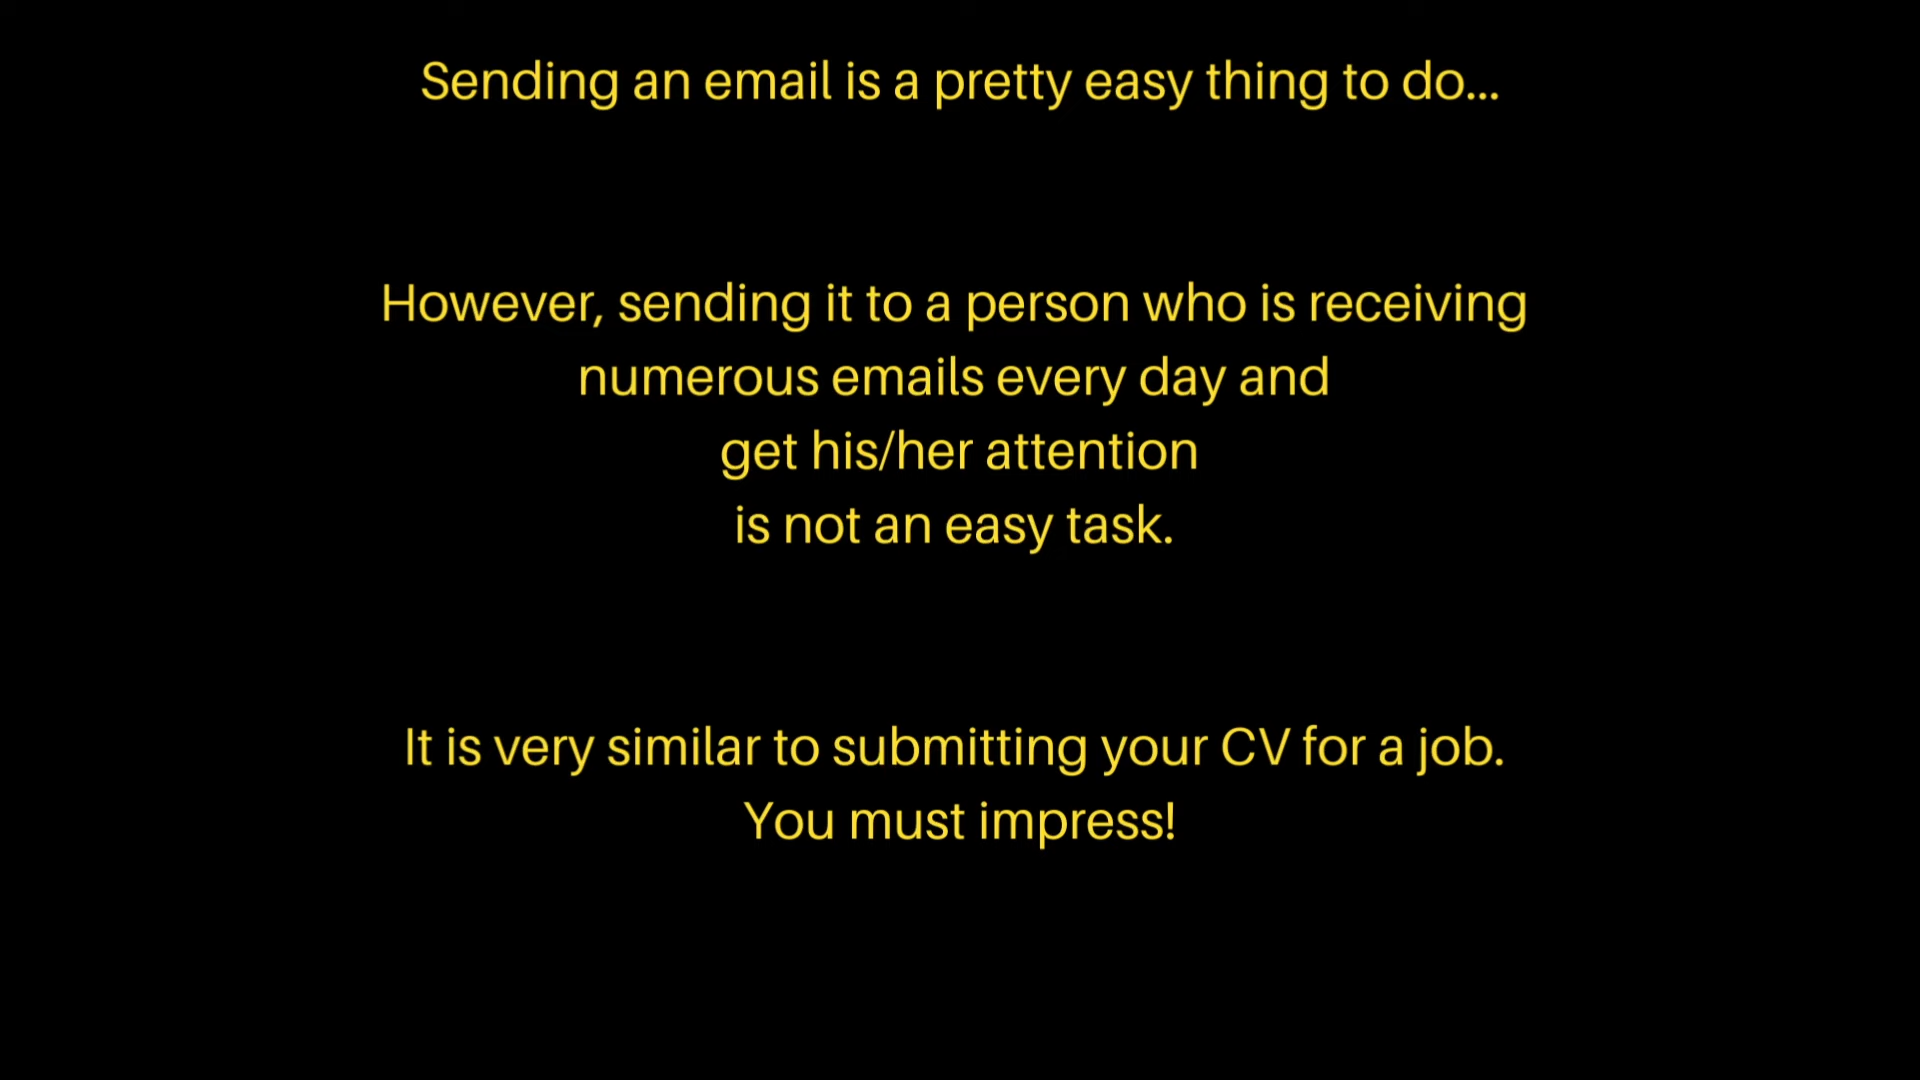 Sending an email is a pretty easy thing to do...
However, sending it to a person who is receiving
numerous emails every day and
get his/her attention
is not an easy task.
It is very similar to submitting your CV for a job.
You must impress!